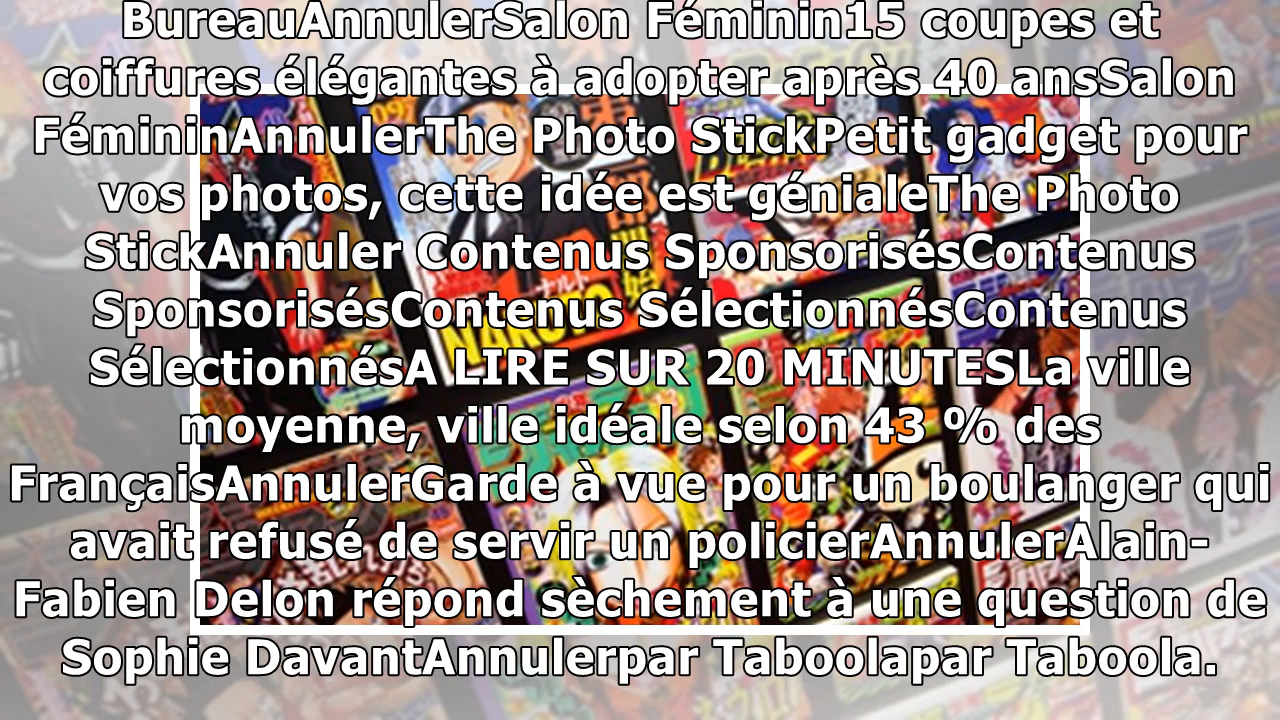 BureauAnnulerSalon Féminin15 coupes et
coiffures élégantes à adopter après 40 ansSalon
FémininAnnulerThe Photo StickPetit gadget pour
vos photos, cette idée est génialeThe Photo
StickAnnuler Contenus SponsorisésContenus
SponsorisésContenus SélectionnésContenus
SélectionnésA LIRE SUR 20 MINUTESLa ville
moyenne, ville idéale selon 43 % des
FrançaisAnnulerGarde à vue pour un boulanger qui
avait refusé de servir un policierAnnulerAlain-
Fabien Delon répond sèchement à une question de
Sophie DavantAnnulerpar Taboolapar Taboola.